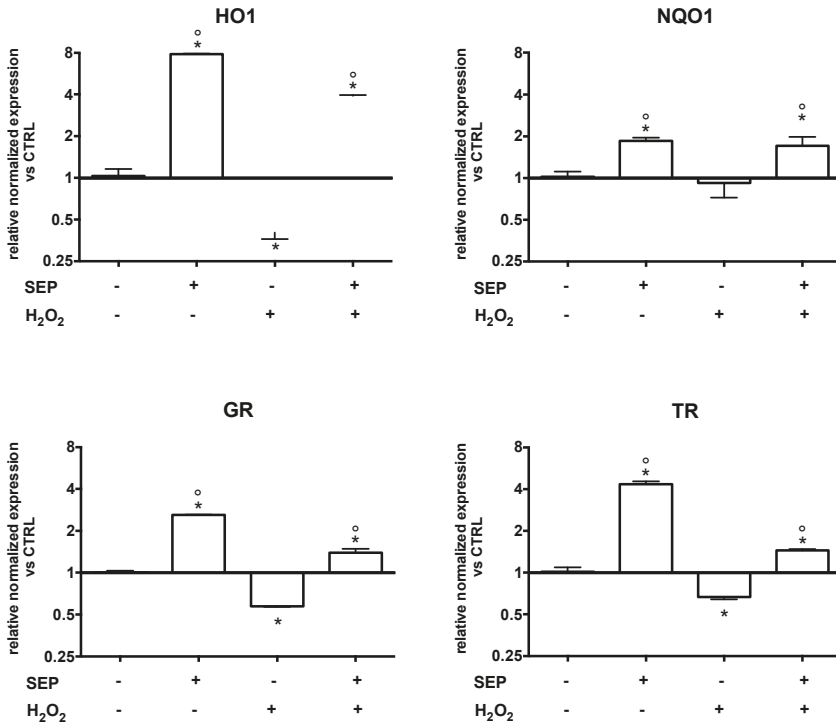 HO1
relative normalized expression
vs CTRL
8
4
2
1
0.5
0.25
° * ° * *
SEP - + - +
H₂O₂ - - + +
NQO1
relative normalized expression
vs CTRL
8
4
2
1
0.5
0.25
° * ° *
SEP - + - +
H₂O₂ - - + +
GR
relative normalized expression
vs CTRL
8
4
2
1
0.5
0.25
° * ° * *
SEP - + - +
H₂O₂ - - + +
TR
relative normalized expression
vs CTRL
8
4
2
1
0.5
0.25
° * ° * *
SEP - + - +
H₂O₂ - - + +